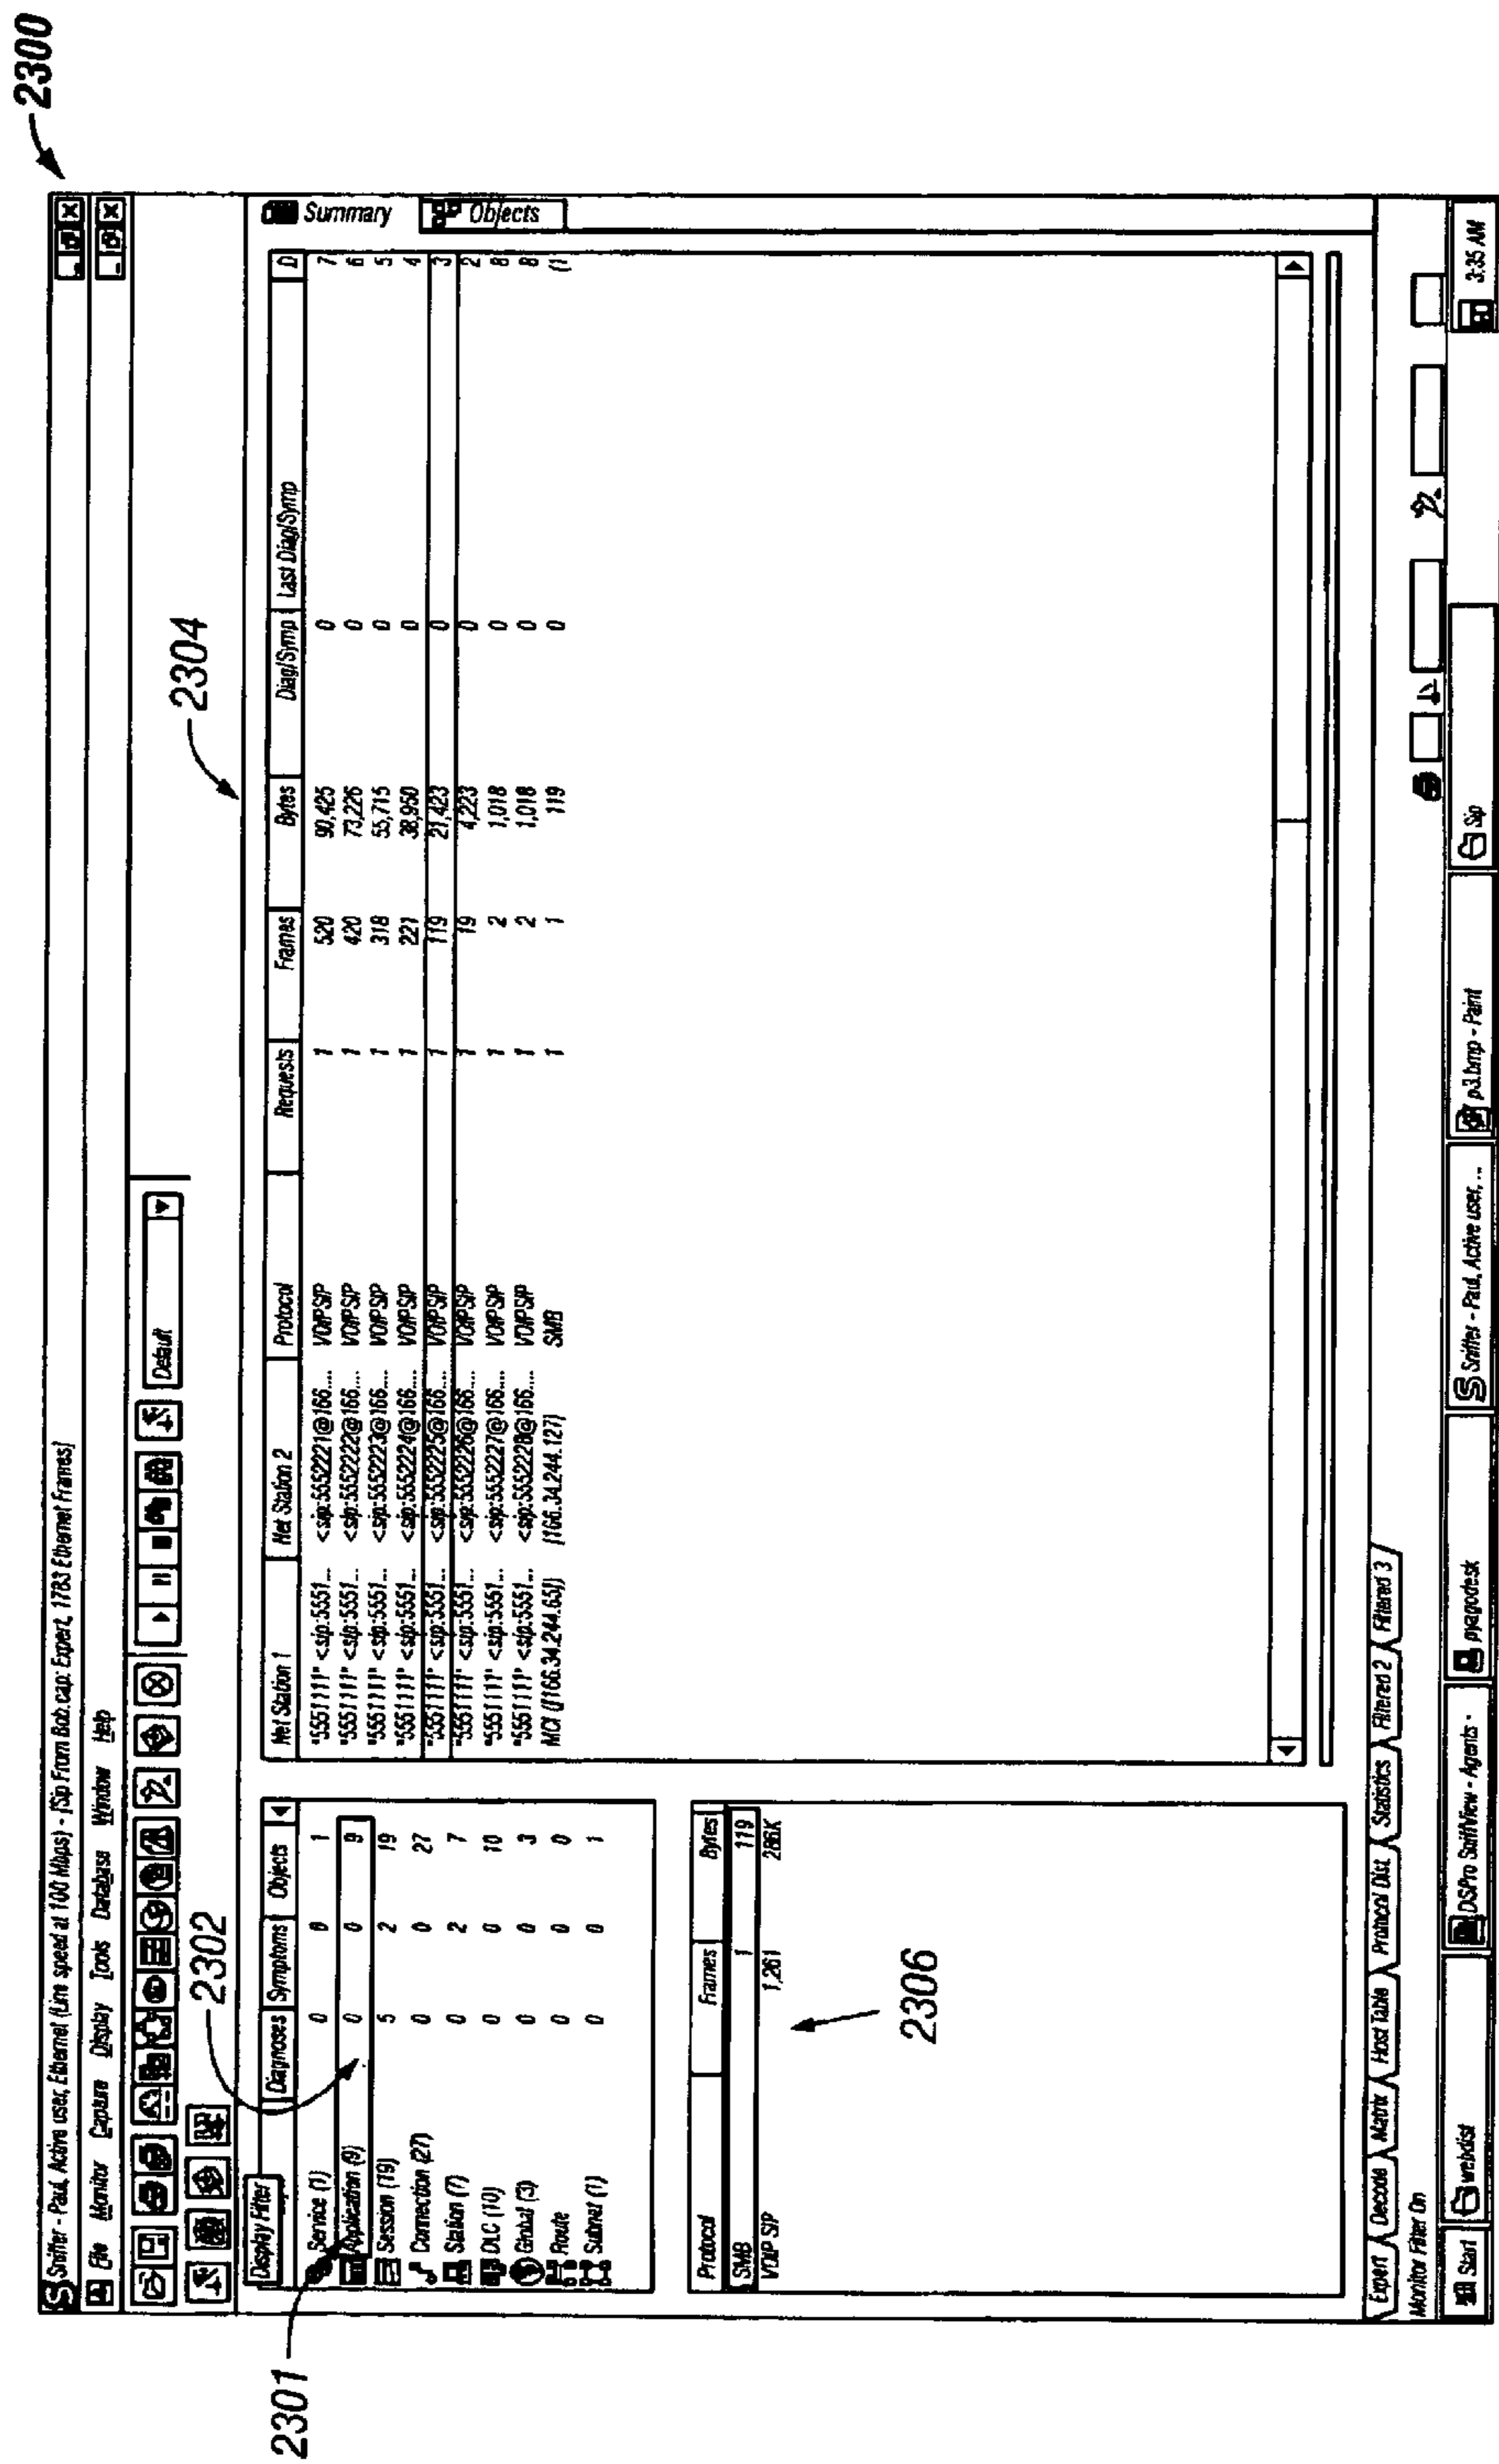 2300
Sniffer - Paul, Active user, Ethernet (Line speed at 100 Mbps) - [Sip From Bob.cap: Expert, 1783 Ethernet Frames]
File Monitor Capture Display Tools Database Window Help
Default
2302
2304
Display Filter
Diagnoses Symptoms Objects
Service (1) 0 0 1
Application (9) 0 0 9
Session (19) 5 2 19
Connection (27) 0 0 27
Station (7) 0 2 7
DLC (10) 0 0 10
Global (3) 0 0 3
Route 0 0 0
Subnet (1) 0 0 1
2301
Protocol Frames Bytes
SMB 1 119
VOIP SIP 1,261 286K
2306
Net Station 1 Net Station 2 Protocol Requests Frames Bytes Diag/Symp Last Diag/Symp D
"5551111" <sip:5551... <sip:5552221@166.... VOIPSIP 1 520 90,425 0 7
"5551111" <sip:5551... <sip:5552222@166.... VOIPSIP 1 420 73,226 0 6
"5551111" <sip:5551... <sip:5552223@166.... VOIPSIP 1 318 55,715 0 5
"5551111" <sip:5551... <sip:5552224@166.... VOIPSIP 1 221 38,950 0 4
"5551111" <sip:5551... <sip:5552225@166.... VOIPSIP 1 119 21,423 0 3
"5551111" <sip:5551... <sip:5552226@166.... VOIPSIP 1 19 4,223 0 2
"5551111" <sip:5551... <sip:5552227@166.... VOIPSIP 1 2 1,018 0 8
"5551111" <sip:5551... <sip:5552228@166.... VOIPSIP 1 2 1,018 0 8
MCI ([166.34.244.65]) [166.34.244.127] SMB 1 1 119 0 (1
Summary
Objects
Expert Decode Matrix Host Table Protocol Dist. Statistics Filtered 2 Filtered 3
Monitor Filter On
Start webdist DSPro SniffView - Agents - pyagodesk Sniffer - Paul, Active user, ... p3.bmp - Paint Sip 3:35 AM